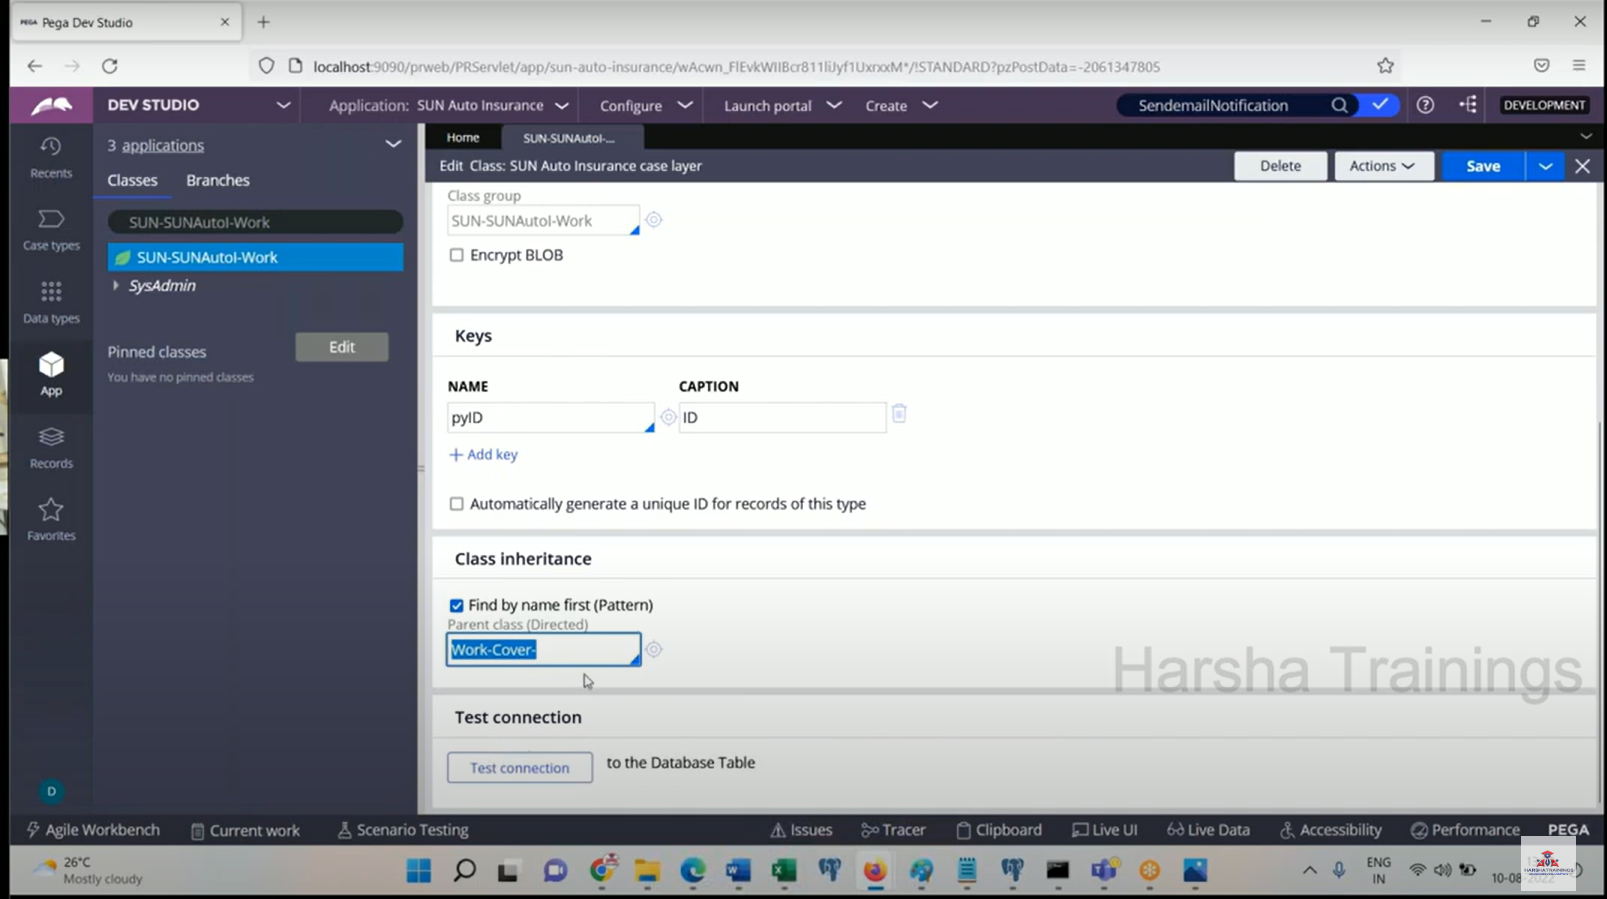 PEGA Pega Dev Studio
localhost:9090/prweb/PRServlet/app/sun-auto-insurance/
DEV STUDIO
Application: SUN Auto Insurance
Configure
Launch portal
Create
SendemailNotification
DEVELOPMENT
Recents
Case types
Data types
App
Records
Favorites
D
3 applications
Classes Branches
SUN-SUNAutoI-Work
SUN-SUNAutoI-Work
SysAdmin
Pinned classes
Edit
You have no pinned classes
Home
SUN-SUNAutoI-...
Edit Class: SUN Auto Insurance case layer
Delete
Actions
Save
Class group
SUN-SUNAutoI-Work
Encrypt BLOB
Keys
NAME CAPTION
pyID ID
Add key
Automatically generate a unique ID for records of this type
Class inheritance
Find by name first (Pattern)
Parent class (Directed)
Work-Cover-
Harsha Trainings
Test connection
Test connection to the Database Table
Agile Workbench
Current work
Scenario Testing
Issues
Tracer
Clipboard
Live UI
Live Data
Accessibility
Performance
PEGA
26°C
Mostly cloudy
ENG
IN
HARSHA TRAININGS